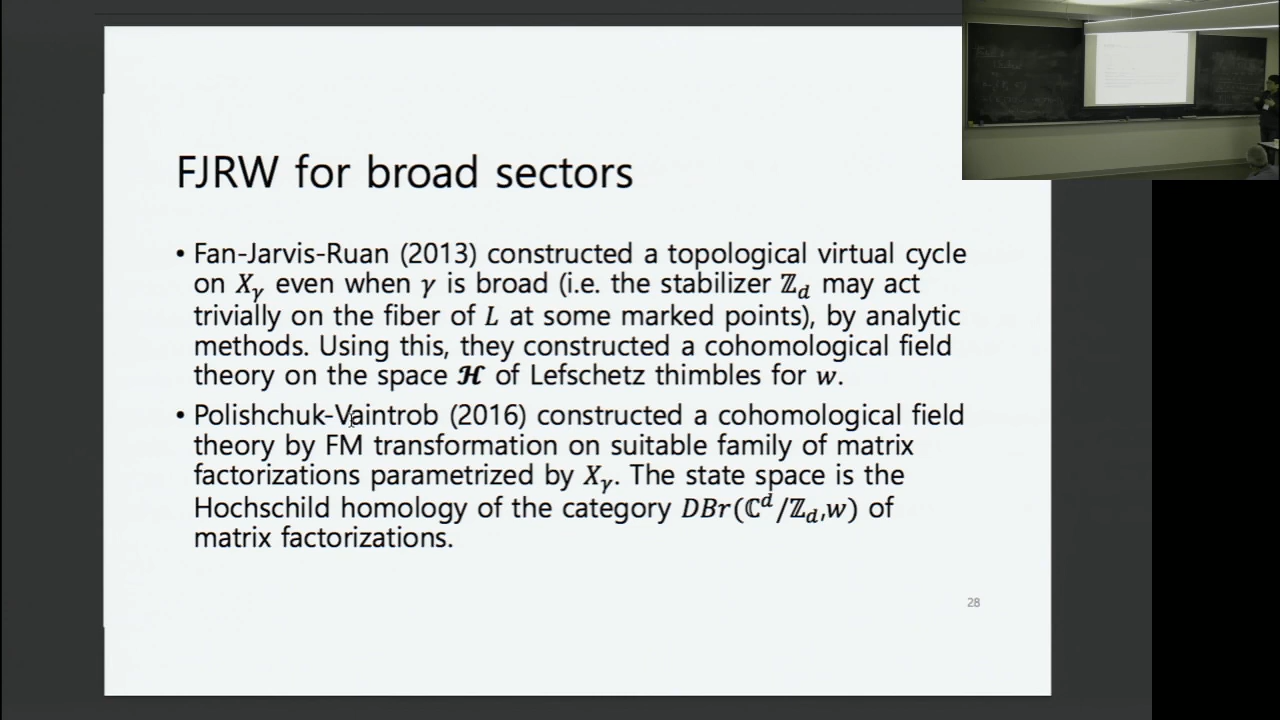 FJRW for broad sectors
• Fan-Jarvis-Ruan (2013) constructed a topological virtual cycle
on 𝑋ᵧ even when 𝛾 is broad (i.e. the stabilizer ℤ_d may act
trivially on the fiber of 𝐿 at some marked points), by analytic
methods. Using this, they constructed a cohomological field
theory on the space 𝓗 of Lefschetz thimbles for 𝑤.
• Polishchuk-Vaintrob (2016) constructed a cohomological field
theory by FM transformation on suitable family of matrix
factorizations parametrized by 𝑋ᵧ. The state space is the
Hochschild homology of the category 𝐷𝐵𝑟(ℂ^d/ℤ_d,𝑤) of
matrix factorizations.
28